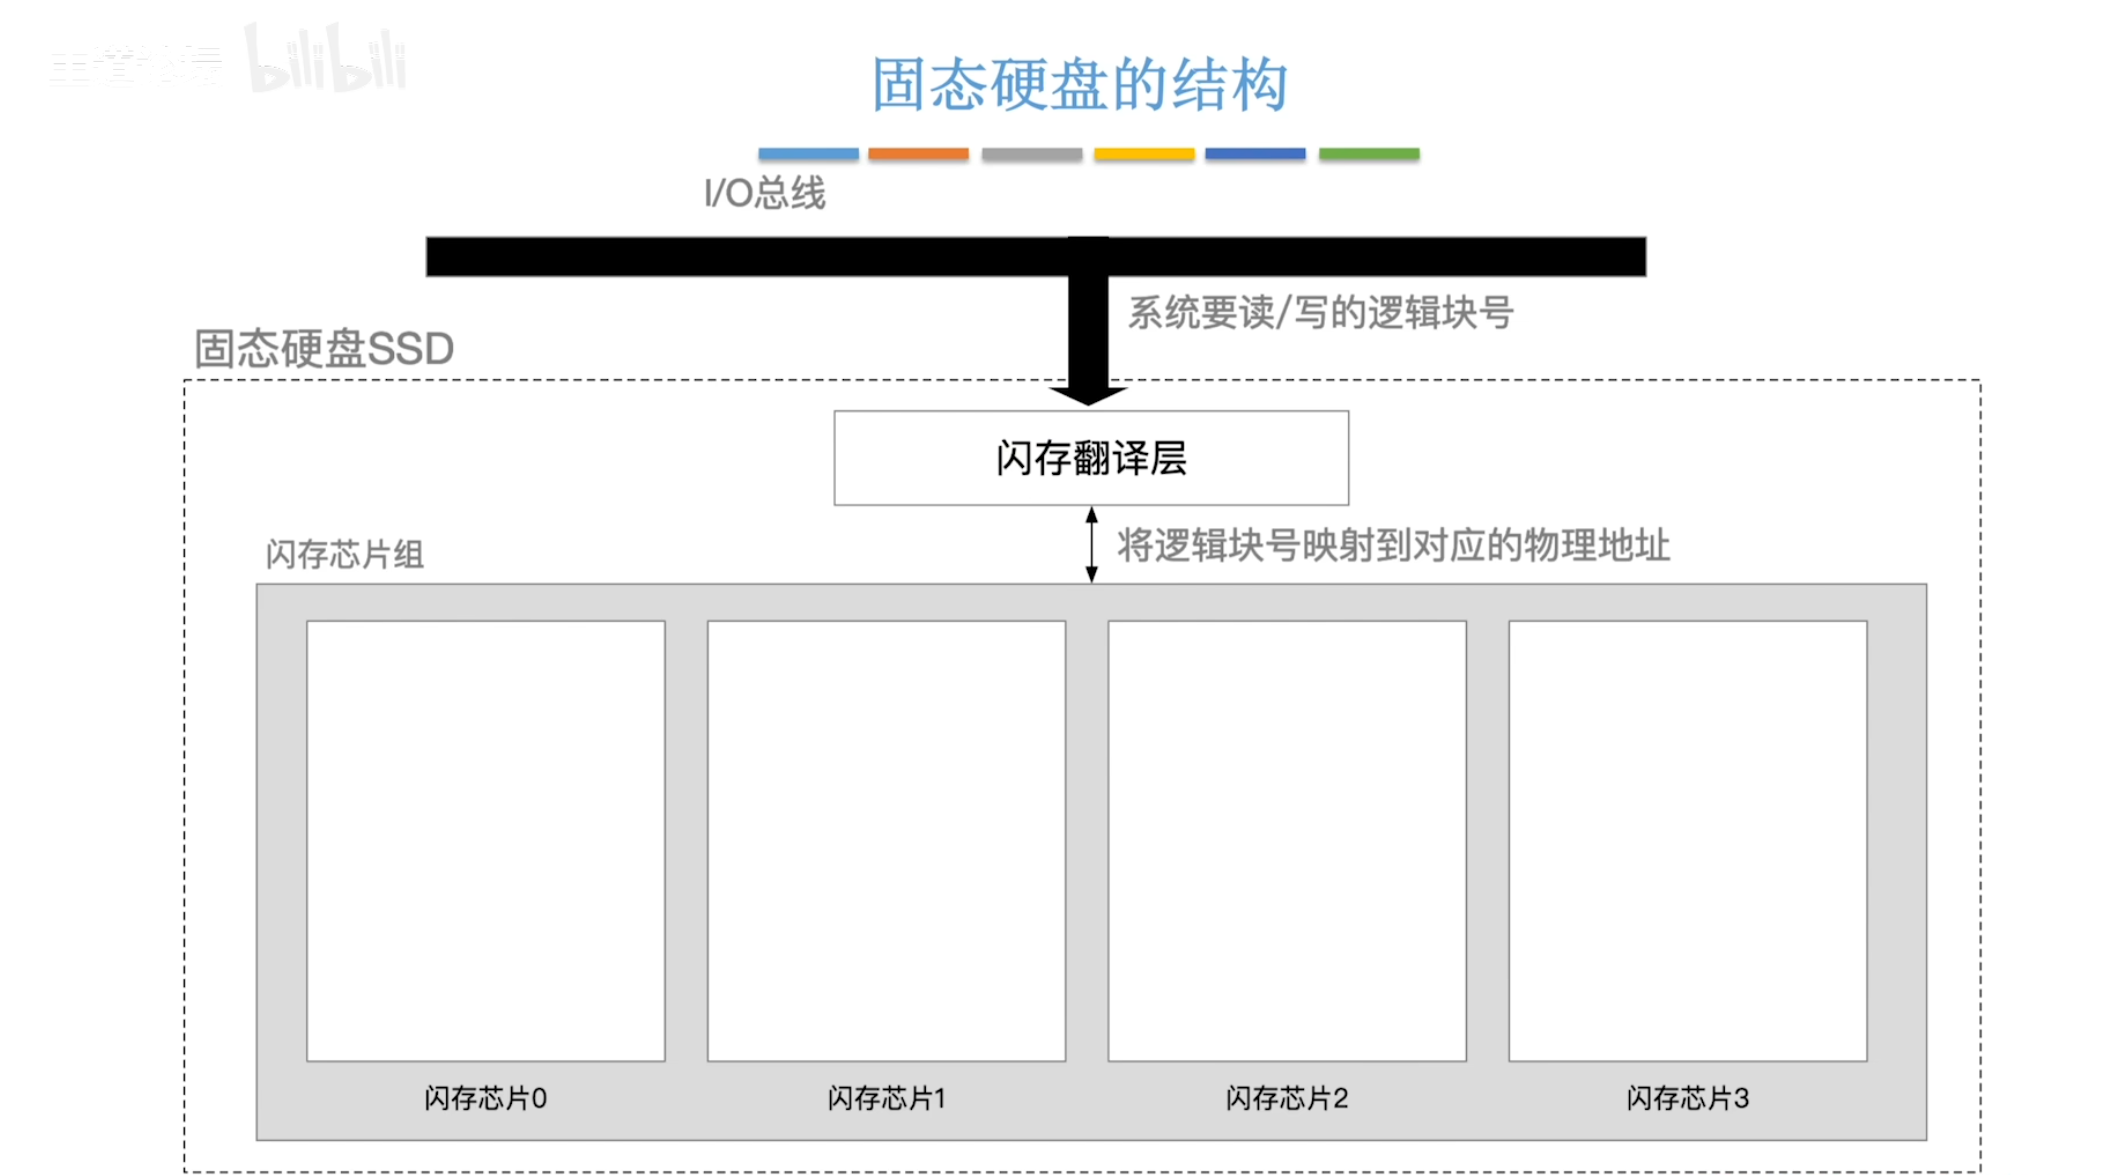 bilibili
固态硬盘的结构
I/O总线
系统要读/写的逻辑块号
固态硬盘SSD
闪存翻译层
将逻辑块号映射到对应的物理地址
闪存芯片组
闪存芯片0
闪存芯片1
闪存芯片2
闪存芯片3